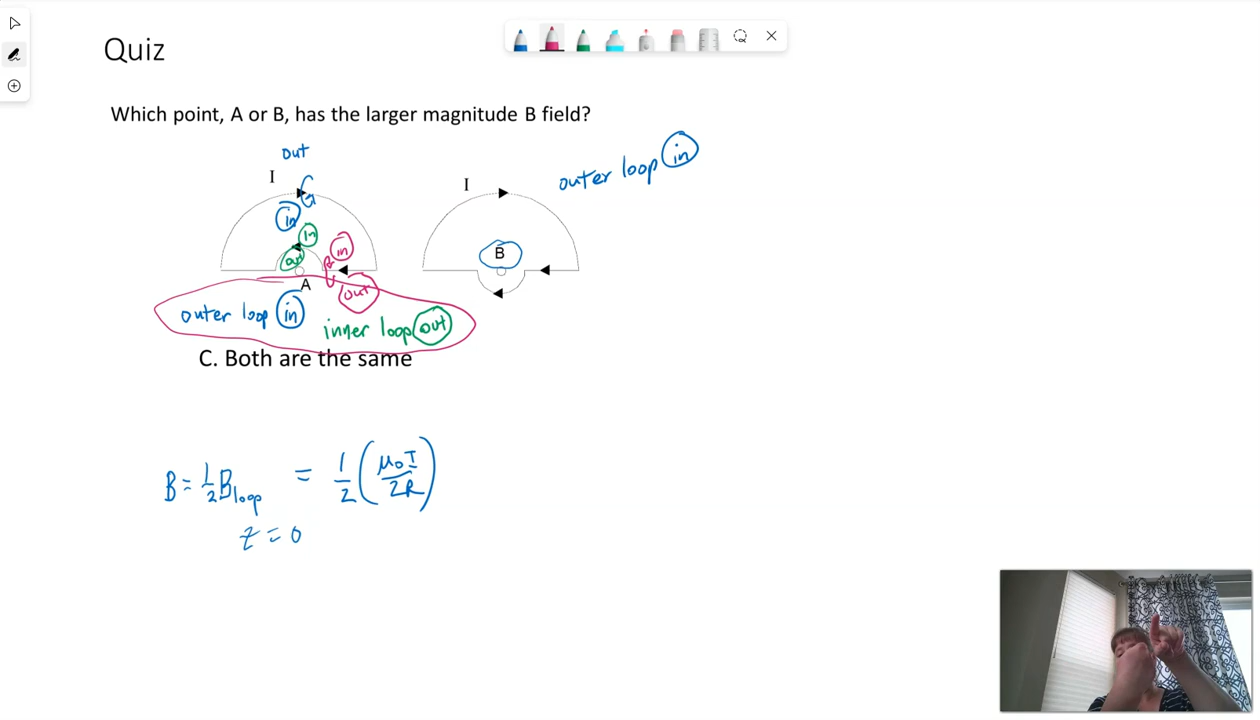 Quiz
Which point, A or B, has the larger magnitude B field?
out
I
in
in
out
in
out
A
outer loop in
inner loop out
I
B
outer loop in
C. Both are the same
B = 1/2 B loop = 1/2 (μ₀I/2R)
z = 0